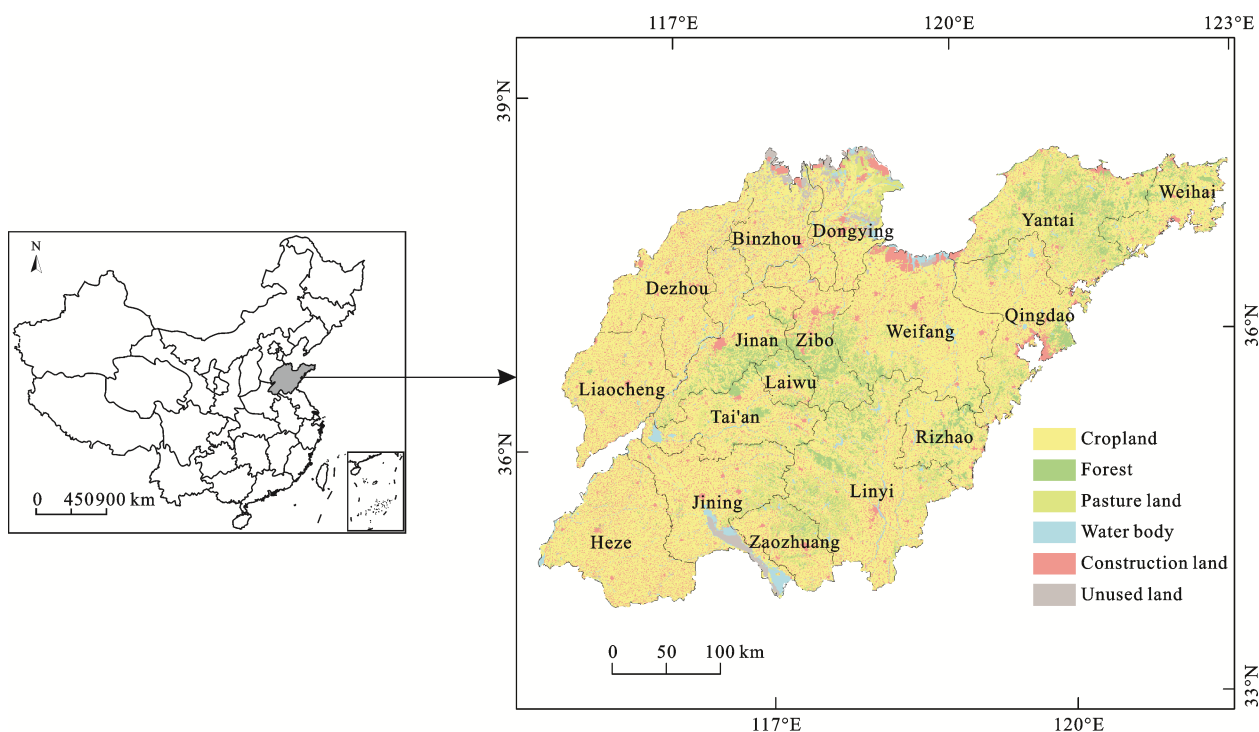 117°E
120°E
123°E
39°N
Weihai
Yantai
Dongying
Binzhou
N
Dezhou
Qingdao
36°N
Weifang
Jinan
Zibo
Laiwu
Liaocheng
Tai'an
Rizhao
Cropland
36°N
Forest
Linyi
Pasture land
0 450 900 km
Jining
Water body
Heze
Zaozhuang
Construction land
Unused land
0 50 100 km
33°N
117°E
120°E